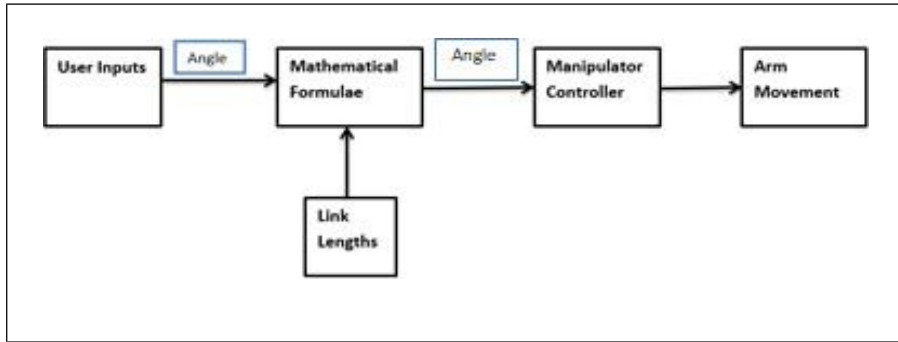 User Inputs
Angle
Mathematical
Formulae
Angle
Manipulator
Controller
Arm
Movement
Link
Lengths